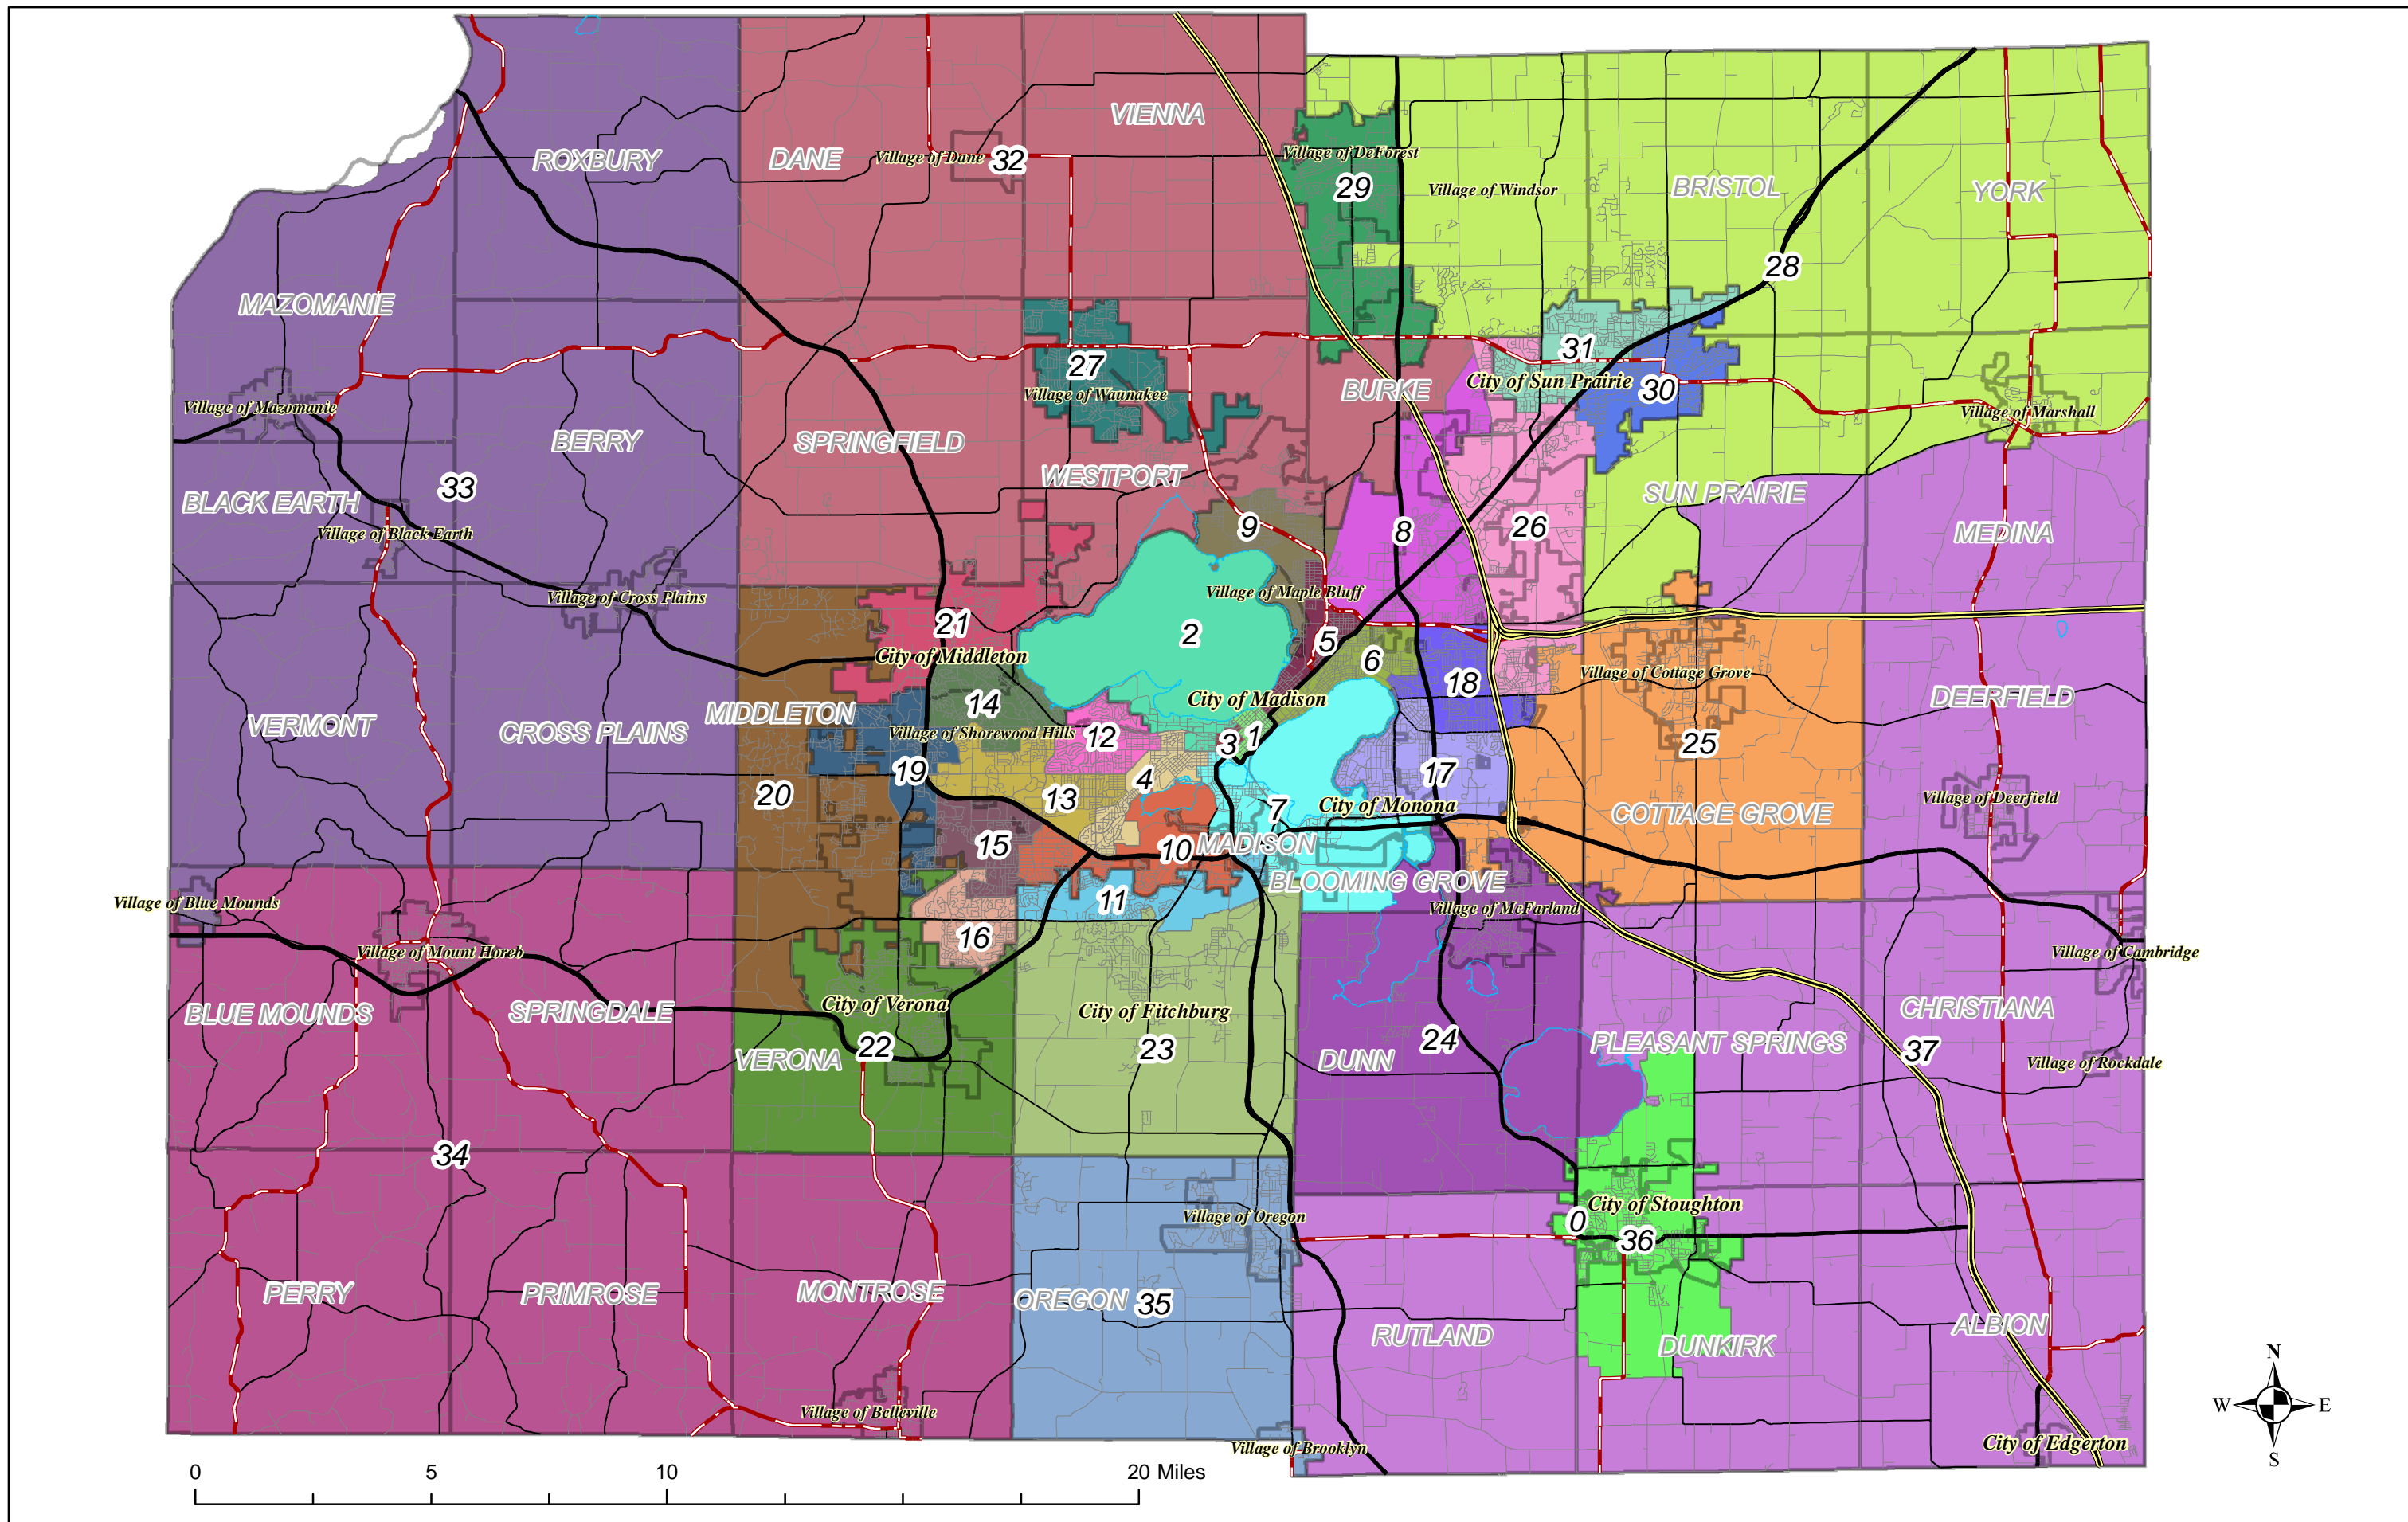 VIENNA
ROXBURY
DANE
Village of Dane
32
Village of DeForest
29
Village of Windsor
BRISTOL
YORK
28
MAZOMANIE
31
27
Village of Waunakee
BURKE
City of Sun Prairie
30
Village of Mazomanie
Village of Marshall
BERRY
SPRINGFIELD
WESTPORT
33
BLACK EARTH
SUN PRAIRIE
Village of Black Earth
9
8
26
MEDINA
Village of Cross Plains
Village of Maple Bluff
21
2
5
6
City of Middleton
18
Village of Cottage Grove
City of Madison
DEERFIELD
MIDDLETON
14
VERMONT
CROSS PLAINS
Village of Shorewood Hills
12
3
1
25
19
4
17
20
13
7
City of Monona
Village of Deerfield
COTTAGE GROVE
15
10
MADISON
BLOOMING GROVE
Village of Blue Mounds
11
Village of McFarland
16
Village of Mount Horeb
Village of Cambridge
BLUE MOUNDS
SPRINGDALE
City of Verona
City of Fitchburg
CHRISTIANA
VERONA
22
23
DUNN
24
PLEASANT SPRINGS
37
Village of Rockdale
34
City of Stoughton
Village of Oregon
0
36
PERRY
PRIMROSE
MONTROSE
OREGON
35
RUTLAND
DUNKIRK
ALBION
Village of Belleville
Village of Brooklyn
City of Edgerton
N
W
E
S
0 5 10 20 Miles